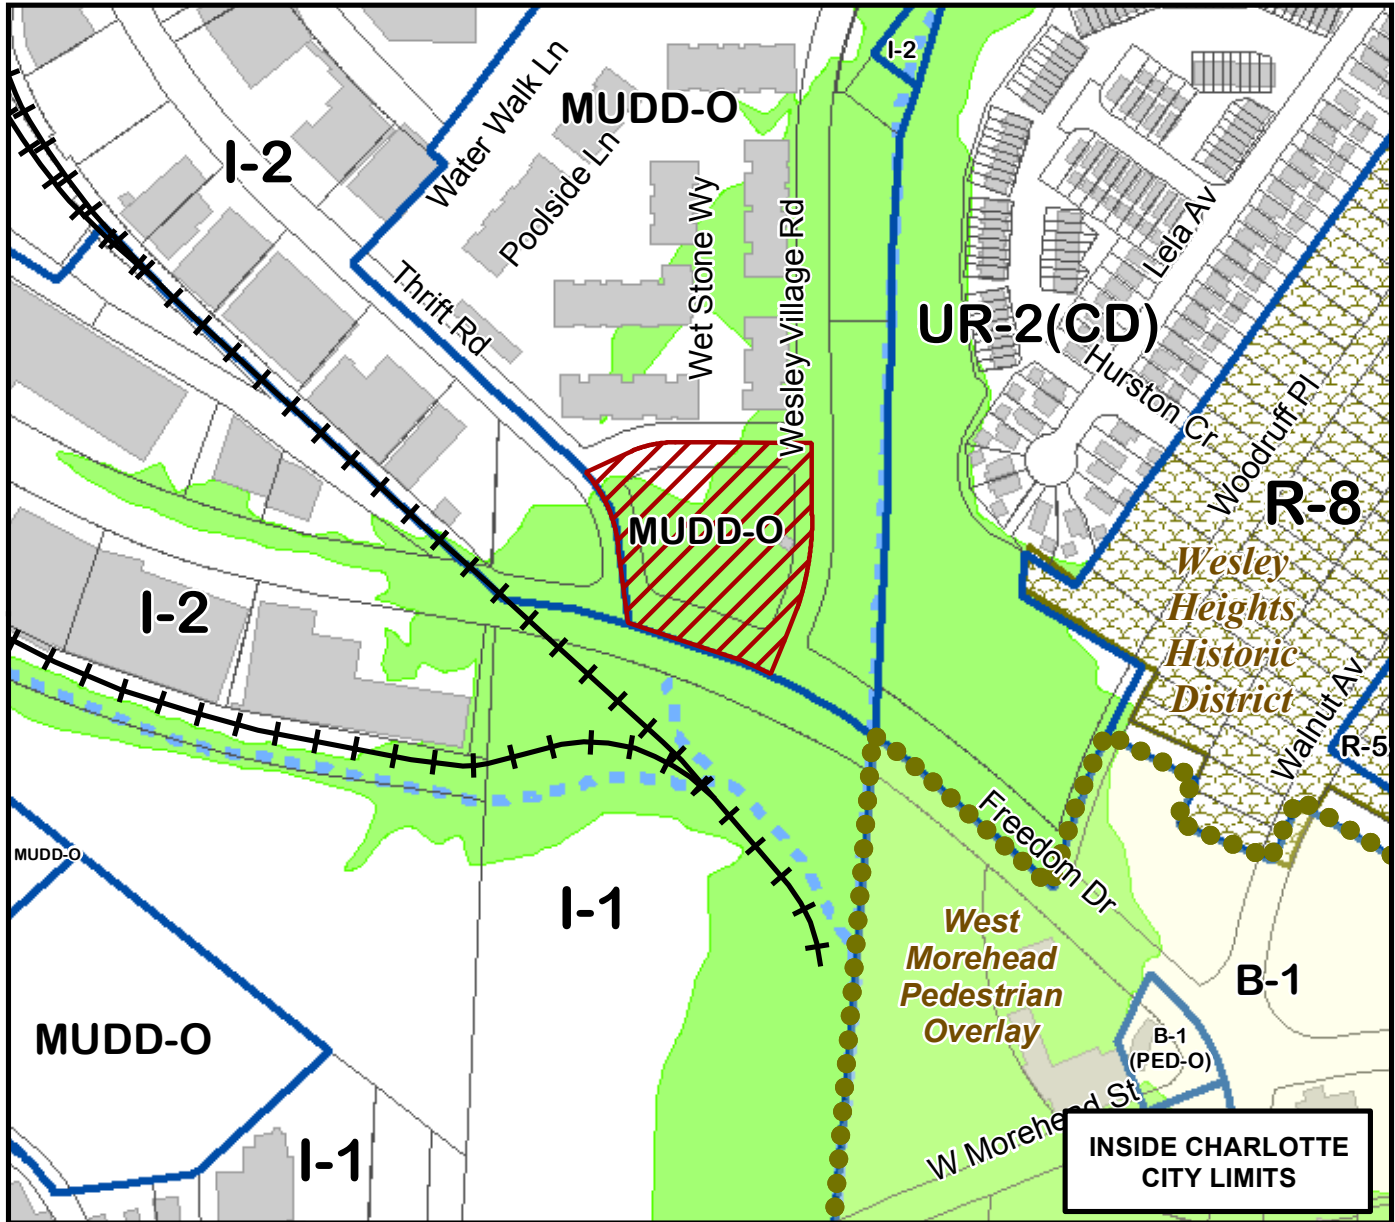 I-2
MUDD-O
Water Walk Ln
I-2
Poolside Ln
Wet Stone Wy
Wesley Village Rd
Lela Av
Thrift Rd
UR-2(CD)
Hurston Cr
Woodruff Pl
R-8
MUDD-O
Wesley
Heights
Historic
District
I-2
Walnut Av
R-5
Freedom Dr
MUDD-O
I-1
West
Morehead
Pedestrian
Overlay
B-1
MUDD-O
B-1
(PED-O)
W Morehead St
I-1
INSIDE CHARLOTTE
CITY LIMITS